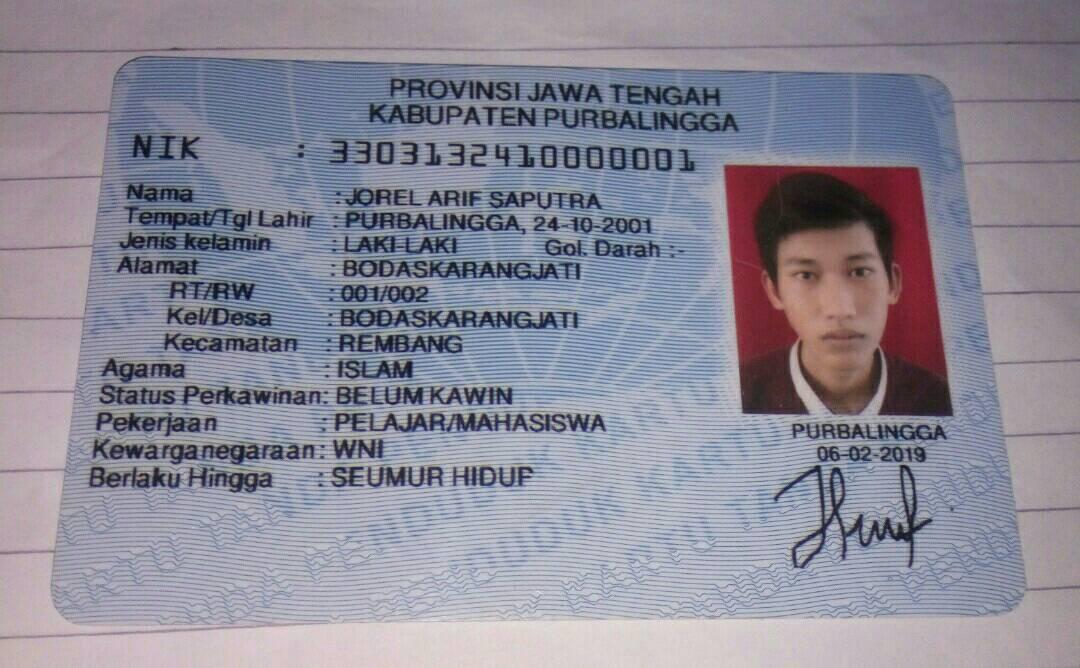 PROVINSI JAWA TENGAH
KABUPATEN PURBALINGGA
NIK : 3303132410000001
Nama : JOREL ARIF SAPUTRA
Tempat/Tgl Lahir : PURBALINGGA, 24-10-2001
Jenis kelamin : LAKI-LAKI Gol. Darah :-
Alamat : BODASKARANGJATI
RT/RW : 001/002
Kel/Desa : BODASKARANGJATI
Kecamatan : REMBANG
Agama : ISLAM
Status Perkawinan: BELUM KAWIN
Pekerjaan : PELAJAR/MAHASISWA
Kewarganegaraan: WNI
Berlaku Hingga : SEUMUR HIDUP
PURBALINGGA
06-02-2019